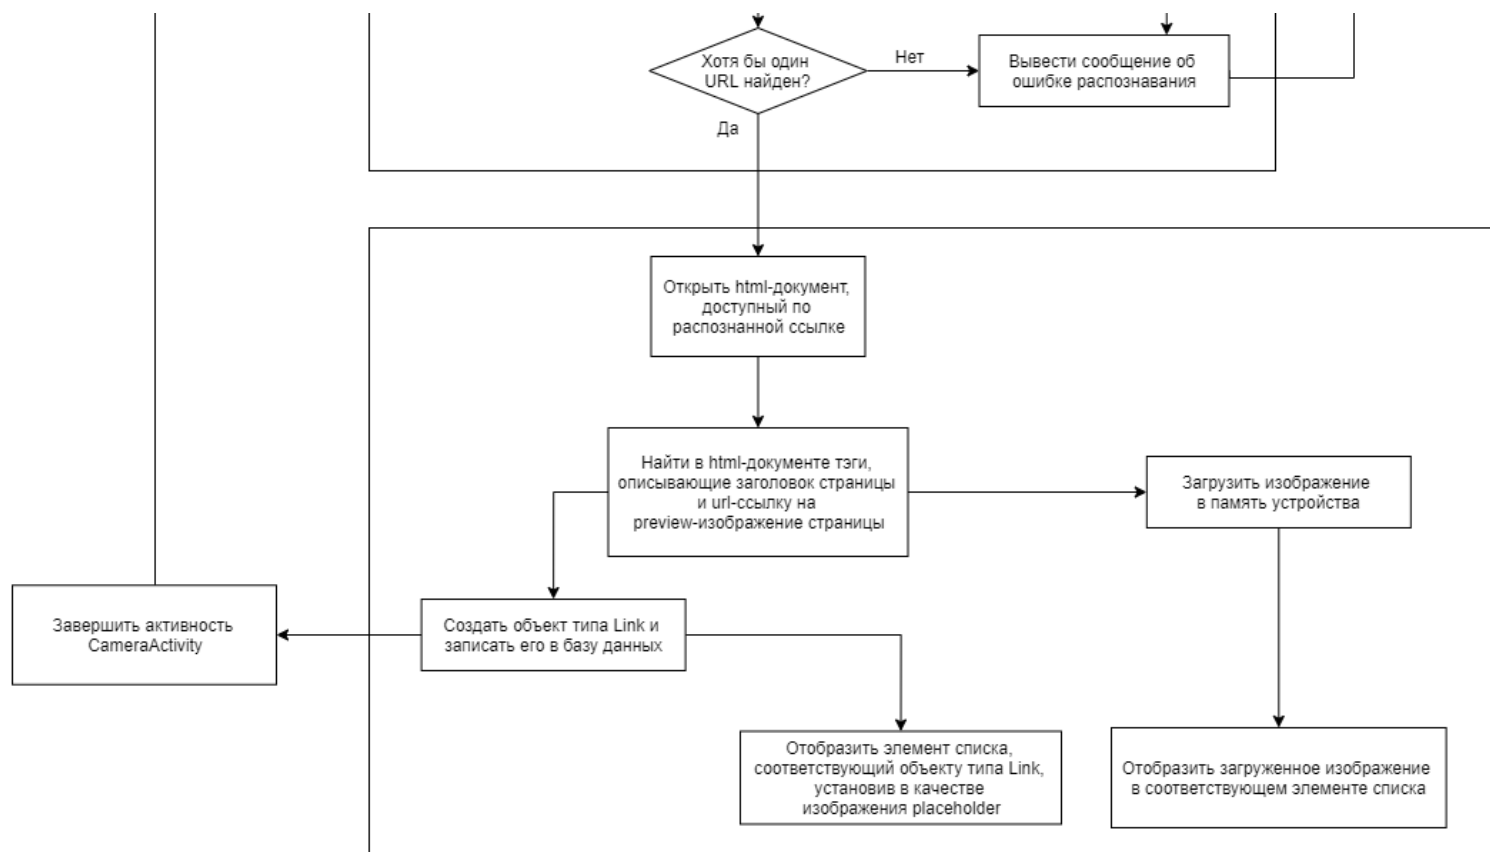 Хотя бы один
URL найден?
Нет
Вывести сообщение об
ошибке распознавания
Да
Открыть html-документ,
доступный по
распознанной ссылке
Найти в html-документе тэги,
описывающие заголовок страницы
и url-ссылку на
preview-изображение страницы
Загрузить изображение
в память устройства
Завершить активность
CameraActivity
Создать объект типа Link и
записать его в базу данных
Отобразить элемент списка,
соответствующий объекту типа Link,
установив в качестве
изображения placeholder
Отобразить загруженное изображение
в соответствующем элементе списка